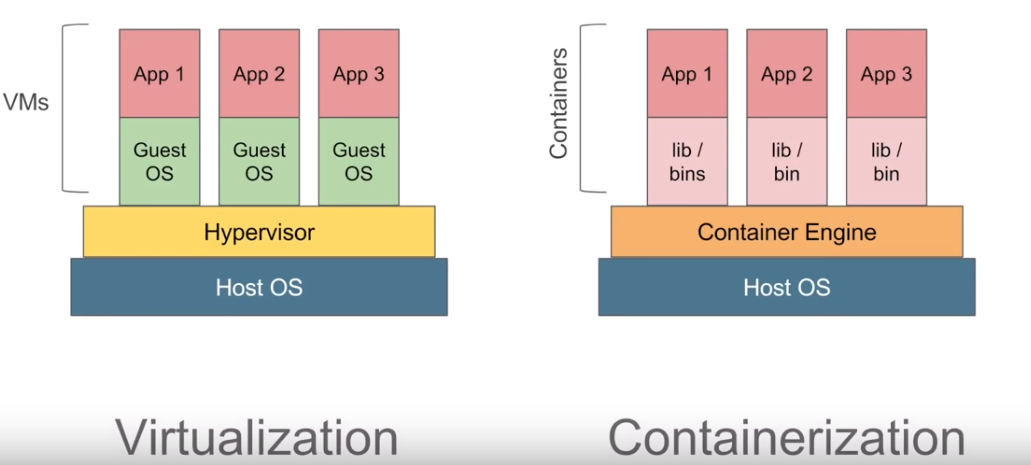 VMs
App 1
App 2
App 3
Guest
OS
Guest
OS
Guest
OS
Hypervisor
Host OS
Virtualization
Containers
App 1
App 2
App 3
lib /
bins
lib /
bin
lib /
bin
Container Engine
Host OS
Containerization